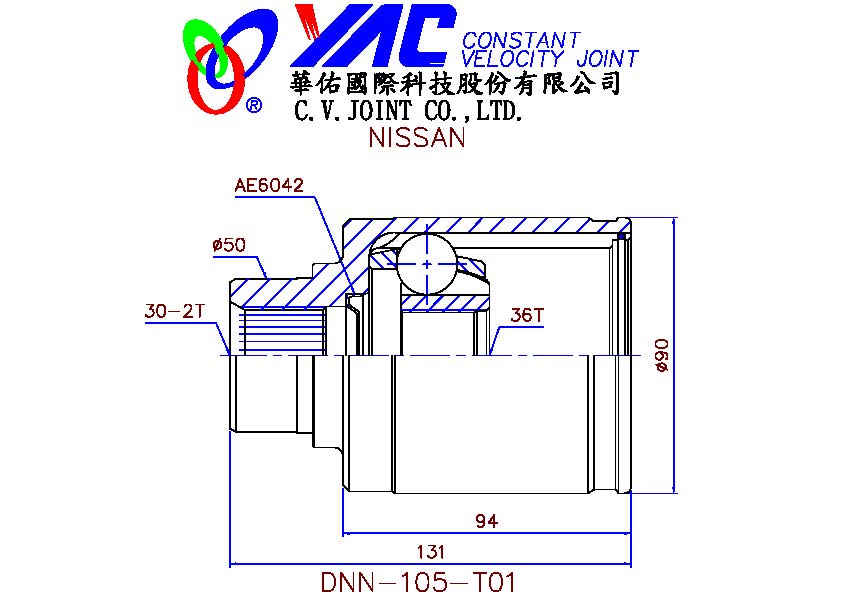 YAC CONSTANT
VELOCITY JOINT
華佑國際科技股份有限公司
®
C.V.JOINT CO.,LTD.
NISSAN
AE6042
ø50
30-2T
36T
ø90
94
131
DNN-105-T01